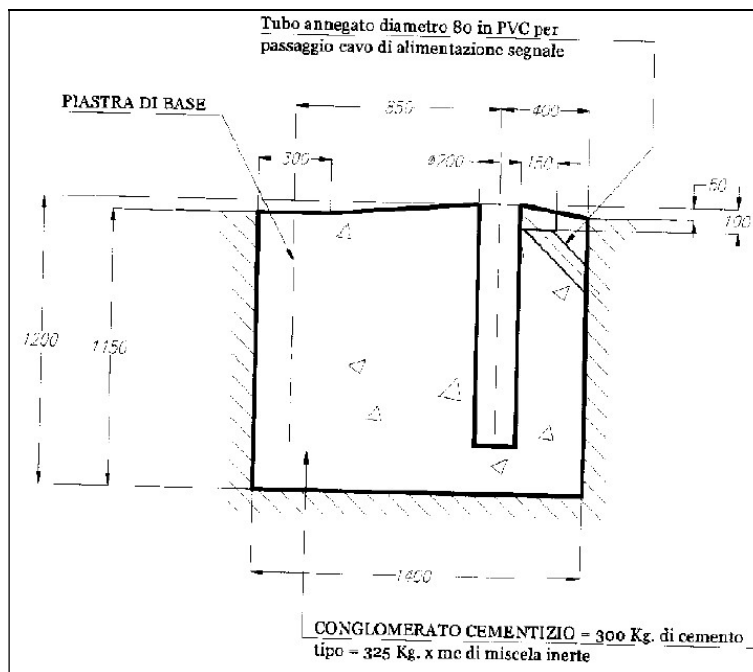 Tubo annegato diametro 80 in PVC per
passaggio cavo di alimentazione segnale
PIASTRA DI BASE
850
400
300
ø200
150
50
100
1200
1150
1400
CONGLOMERATO CEMENTIZIO = 300 Kg. di cemento
tipo = 325 Kg. x mc di miscela inerte